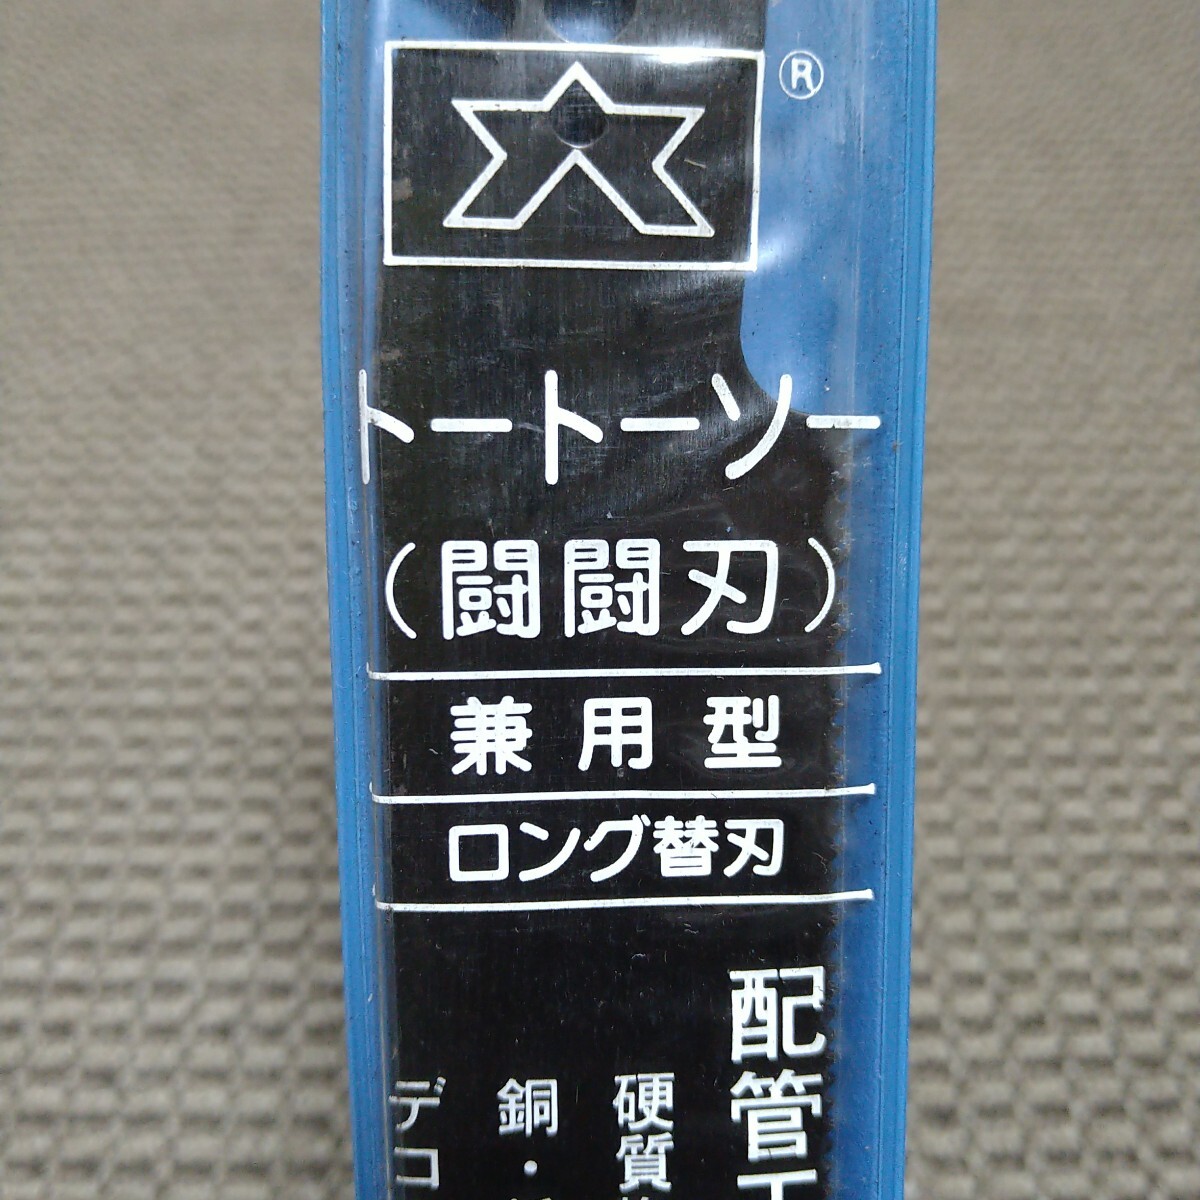 ®
トートーソー
（闘闘刃）
兼用型
ロング替刃
配管
硬質
銅・
デコ